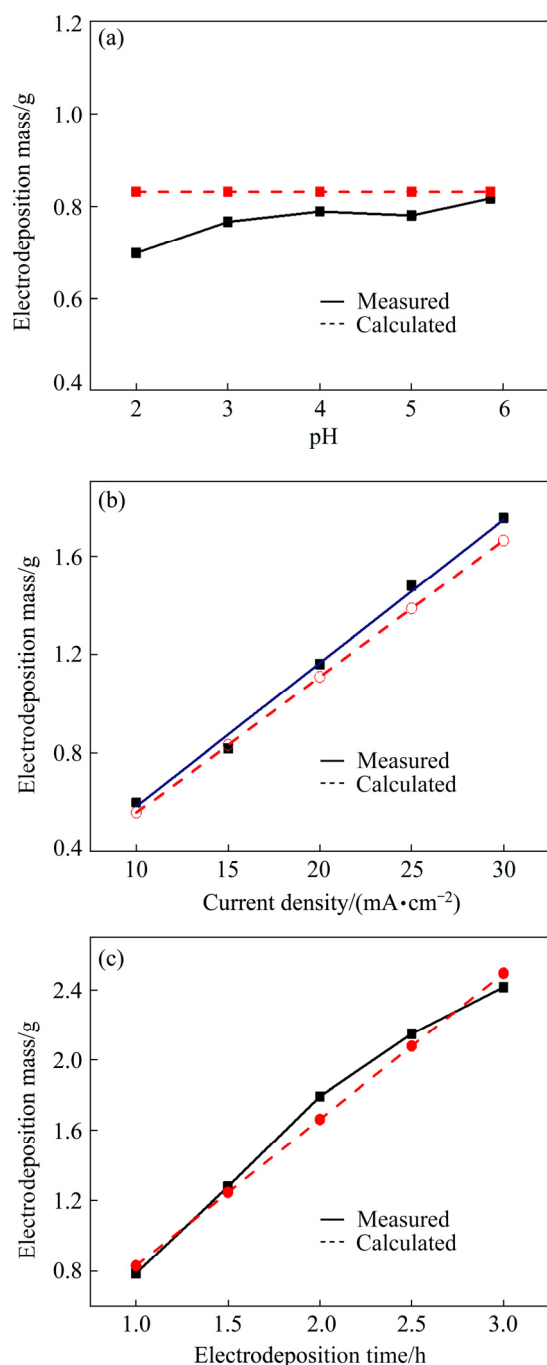 (a)
1.2
1.0
0.8
0.6
0.4
Electrodeposition mass/g
Measured
Calculated
2 3 4 5 6
pH
(b)
1.6
1.2
0.8
0.4
Electrodeposition mass/g
Measured
Calculated
10 15 20 25 30
Current density/(mA•cm⁻²)
(c)
2.4
2.0
1.6
1.2
0.8
Electrodeposition mass/g
Measured
Calculated
1.0 1.5 2.0 2.5 3.0
Electrodeposition time/h